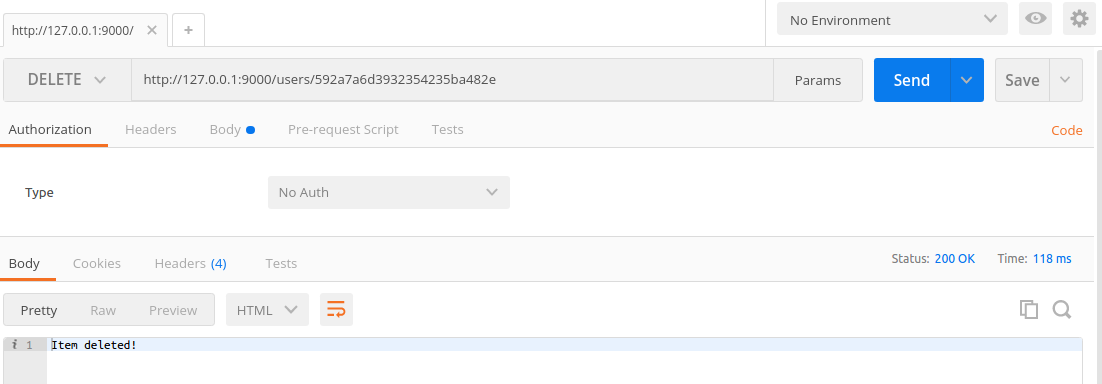 http://127.0.0.1:9000/
No Environment
DELETE http://127.0.0.1:9000/users/592a7a6d3932354235ba482e Params Send Save
Authorization Headers Body Pre-request Script Tests Code
Type No Auth
Body Cookies Headers (4) Tests Status: 200 OK Time: 118 ms
Pretty Raw Preview HTML
i 1 Item deleted!